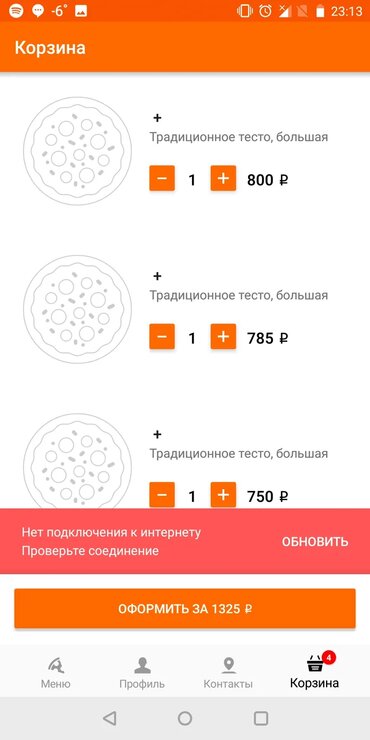 -6° 23:13
Корзина
+
Традиционное тесто, большая
− 1 + 800 ₽
+
Традиционное тесто, большая
− 1 + 785 ₽
+
Традиционное тесто, большая
− 1 + 750 ₽
Нет подключения к интернету
Проверьте соединение
ОБНОВИТЬ
ОФОРМИТЬ ЗА 1325 ₽
4
Меню Профиль Контакты Корзина